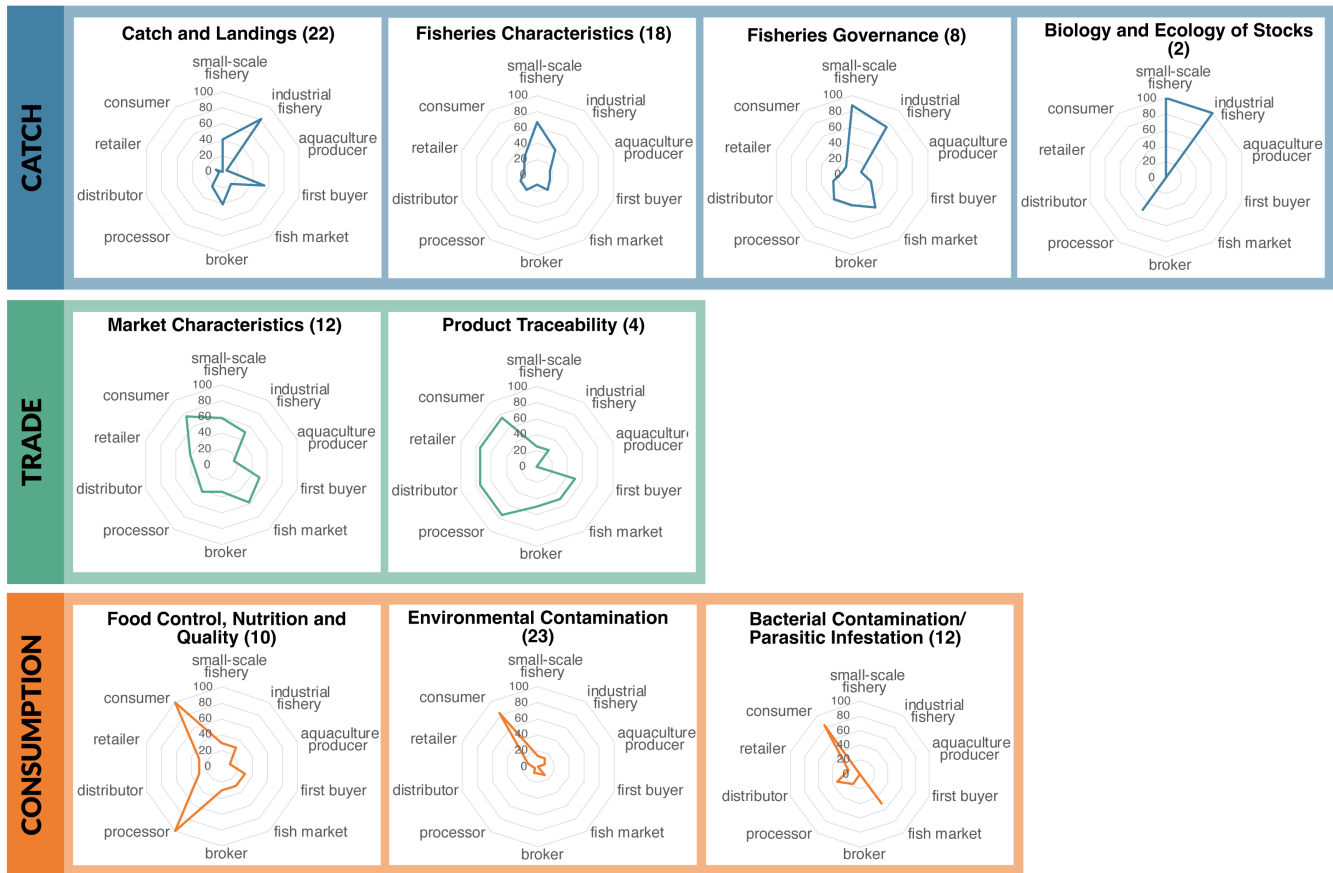 CATCH
Catch and Landings (22)
small-scale
fishery
industrial
fishery
aquaculture
producer
first buyer
fish market
broker
processor
distributor
retailer
consumer
100
80
60
40
20
0
Fisheries Characteristics (18)
small-scale
fishery
industrial
fishery
aquaculture
producer
first buyer
fish market
broker
processor
distributor
retailer
consumer
100
80
60
40
20
0
Fisheries Governance (8)
small-scale
fishery
industrial
fishery
aquaculture
producer
first buyer
fish market
broker
processor
distributor
retailer
consumer
100
80
60
40
20
0
Biology and Ecology of Stocks
(2)
small-scale
fishery
industrial
fishery
aquaculture
producer
first buyer
fish market
broker
processor
distributor
retailer
consumer
100
80
60
40
20
0
TRADE
Market Characteristics (12)
small-scale
fishery
industrial
fishery
aquaculture
producer
first buyer
fish market
broker
processor
distributor
retailer
consumer
100
80
60
40
20
0
Product Traceability (4)
small-scale
fishery
industrial
fishery
aquaculture
producer
first buyer
fish market
broker
processor
distributor
retailer
consumer
100
80
60
40
20
0
CONSUMPTION
Food Control, Nutrition and
Quality (10)
small-scale
fishery
industrial
fishery
aquaculture
producer
first buyer
fish market
broker
processor
distributor
retailer
consumer
100
80
60
40
20
0
Environmental Contamination
(23)
small-scale
fishery
industrial
fishery
aquaculture
producer
first buyer
fish market
broker
processor
distributor
retailer
consumer
100
80
60
40
20
0
Bacterial Contamination/
Parasitic Infestation (12)
small-scale
fishery
industrial
fishery
aquaculture
producer
first buyer
fish market
broker
processor
distributor
retailer
consumer
100
80
60
40
20
0